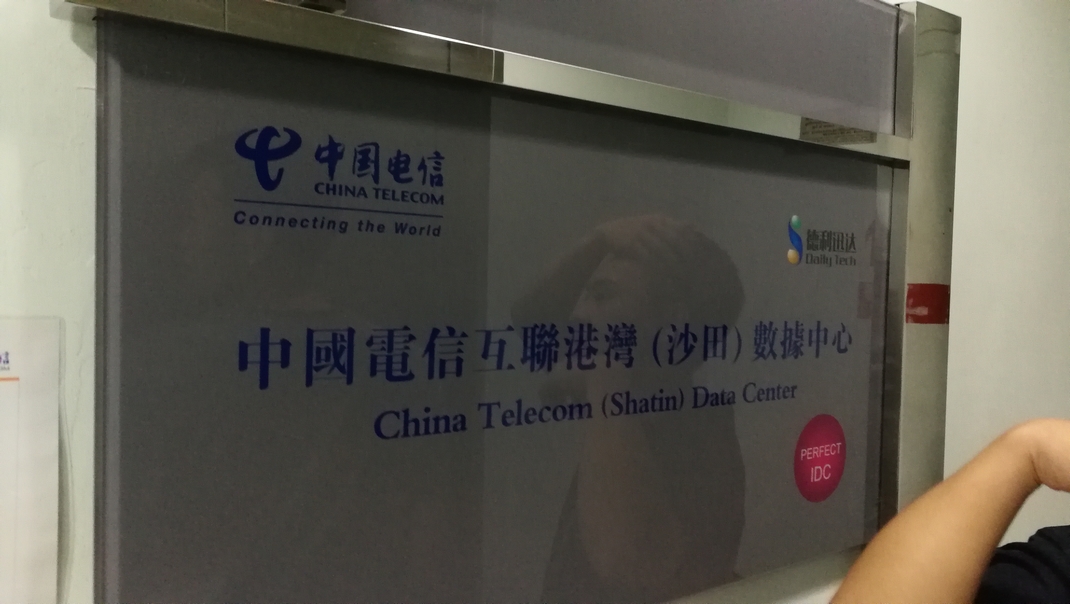 中国电信
CHINA TELECOM
Connecting the World
德利迅达
Daily Tech
中國電信互聯港灣(沙田)數據中心
China Telecom (Shatin) Data Center
PERFECT
IDC